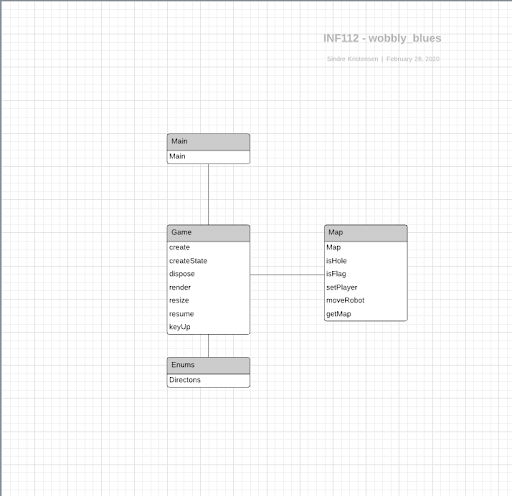 INF112 - wobbly_blues
Sindre Kristensen | February 28, 2020
Main
Main
Game
create
createState
dispose
render
resize
resume
keyUp
Map
Map
isHole
isFlag
setPlayer
moveRobot
getMap
Enums
Directons